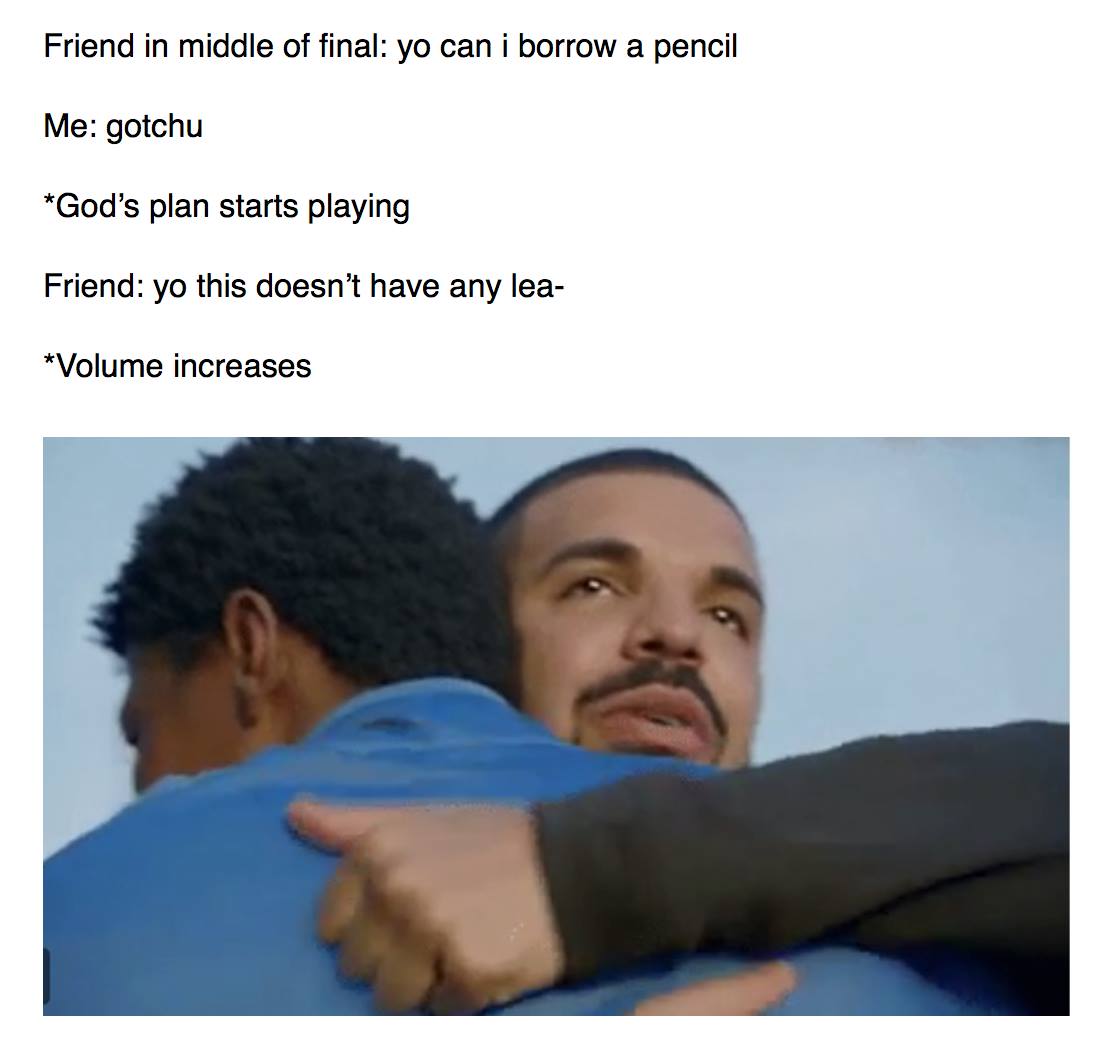 Friend in middle of final: yo can i borrow a pencil
Me: gotchu
*God’s plan starts playing
Friend: yo this doesn’t have any lea-
*Volume increases